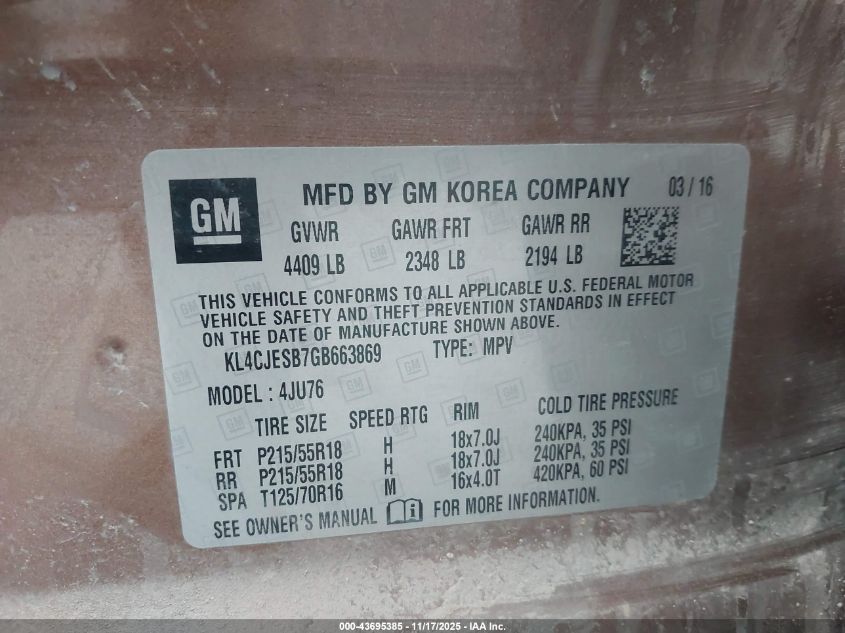 GM
MFD BY GM KOREA COMPANY 03 / 16
GVWR GAWR FRT GAWR RR
4409 LB 2348 LB 2194 LB
THIS VEHICLE CONFORMS TO ALL APPLICABLE U.S. FEDERAL MOTOR
VEHICLE SAFETY AND THEFT PREVENTION STANDARDS IN EFFECT
ON THE DATE OF MANUFACTURE SHOWN ABOVE.
KL4CJESB7GB663869 TYPE: MPV
MODEL : 4JU76
TIRE SIZE SPEED RTG RIM COLD TIRE PRESSURE
FRT P215/55R18 H 18x7.0J 240KPA, 35 PSI
RR P215/55R18 H 18x7.0J 240KPA, 35 PSI
SPA T125/70R16 M 16x4.0T 420KPA, 60 PSI
SEE OWNER'S MANUAL i FOR MORE INFORMATION.
000-43695385 - 11/17/2025 - IAA Inc.